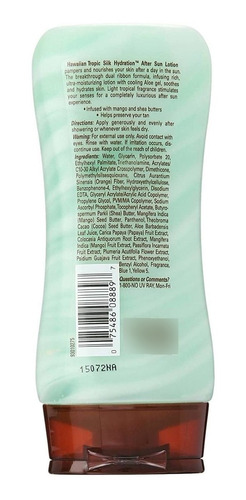 Hawaiian Tropic Silk Hydration™ After Sun Lotion
pampers and nourishes your skin after a day in the sun.
The breakthrough dual ribbon formula, infused with rich,
ultra-moisturizing lotion with cooling Aloe gel, soothes
and hydrates skin. Light tropical fragrance stimulates
your senses for a completely luxurious after sun
experience.
• Infused with mango and shea butters
• Helps to preserve your tan
Directions: Apply generously and evenly after
showering or whenever skin feels dry.
Warning: For external use only. Avoid contact with
eyes. Rinse with water, if irritation occurs, discon-
tinue use. Keep out of the reach of children.
Ingredients: Water, Glycerin, Polysorbate 20,
Ethylhexyl Palmitate, Triethanolamine, Acrylates/
C10-30 Alkyl Acrylate Crosspolymer, Dimethicone,
Citrus Aurantium
Sinensis (Orange) Fiber, Hydroxyethylcellulose,
Benzophenone-4, Ethylhexylglycerin, Disodium
EDTA, Glyceryl Acrylate/Acrylic Acid Copolymer,
Propylene Glycol, PVM/MA Copolymer, Sodium
Ascorbyl Phosphate, Tocopheryl Acetate,
Butyrospermum Parkii (Shea) Butter, Mangifera Indica
(Mango) Seed Butter, Panthenol, Theobroma
Cacao (Cocoa) Seed Butter, Aloe Barbadensis
Leaf Juice, Carica Papaya (Papaya) Fruit Extract,
Colocasia Antiquorum Root Extract, Mangifera
Indica (Mango) Fruit Extract, Passiflora
Fruit Extract, Plumeria Acutifolia Flower Extract,
Psidium Guajava Fruit Extract, Phenoxyethanol,
Benzyl Alcohol, Fragrance,
Blue 1, Yellow 5.
Questions or Comments?
1-800-NO UV RAY, Mon-Fri
0 75486 08889 7
15072NA